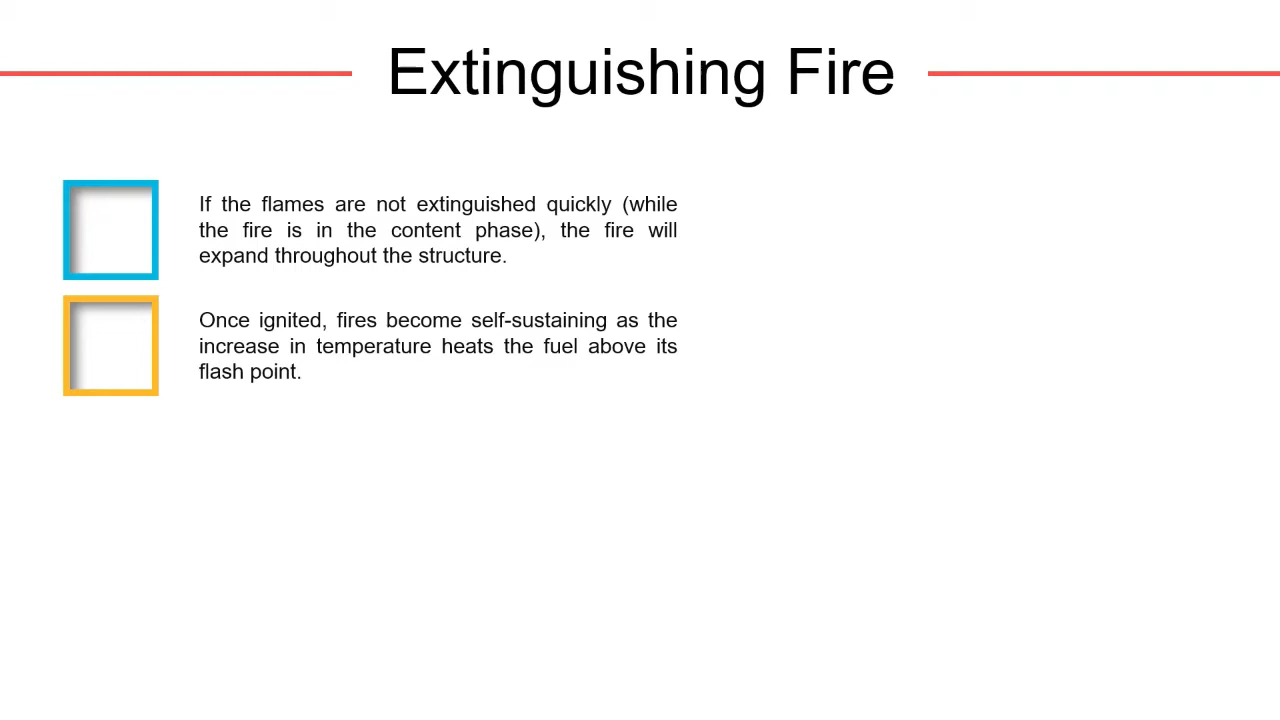 Extinguishing Fire
If the flames are not extinguished quickly (while
the fire is in the content phase), the fire will
expand throughout the structure.
Once ignited, fires become self-sustaining as the
increase in temperature heats the fuel above its
flash point.